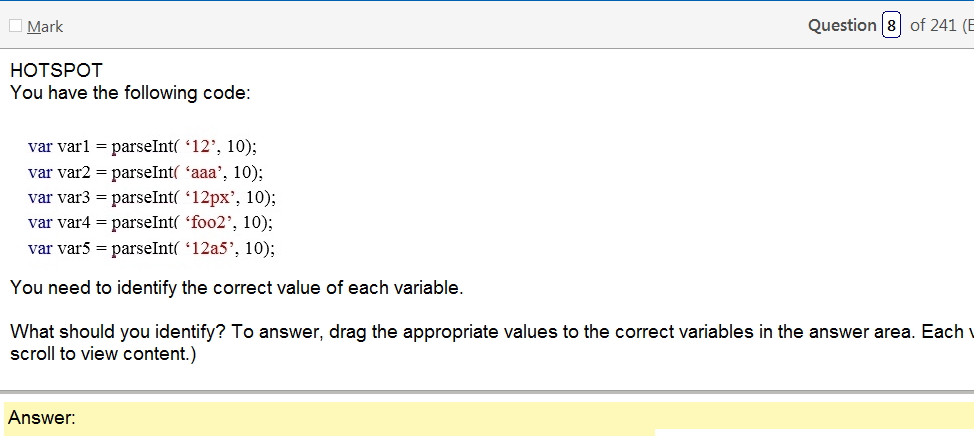 Mark
Question 8 of 241 (E
HOTSPOT
You have the following code:
var var1 = parseInt( ‘12’, 10);
var var2 = parseInt( ‘aaa’, 10);
var var3 = parseInt( ‘12px’, 10);
var var4 = parseInt( ‘foo2’, 10);
var var5 = parseInt( ‘12a5’, 10);
You need to identify the correct value of each variable.
What should you identify? To answer, drag the appropriate values to the correct variables in the answer area. Each v
scroll to view content.)
Answer: